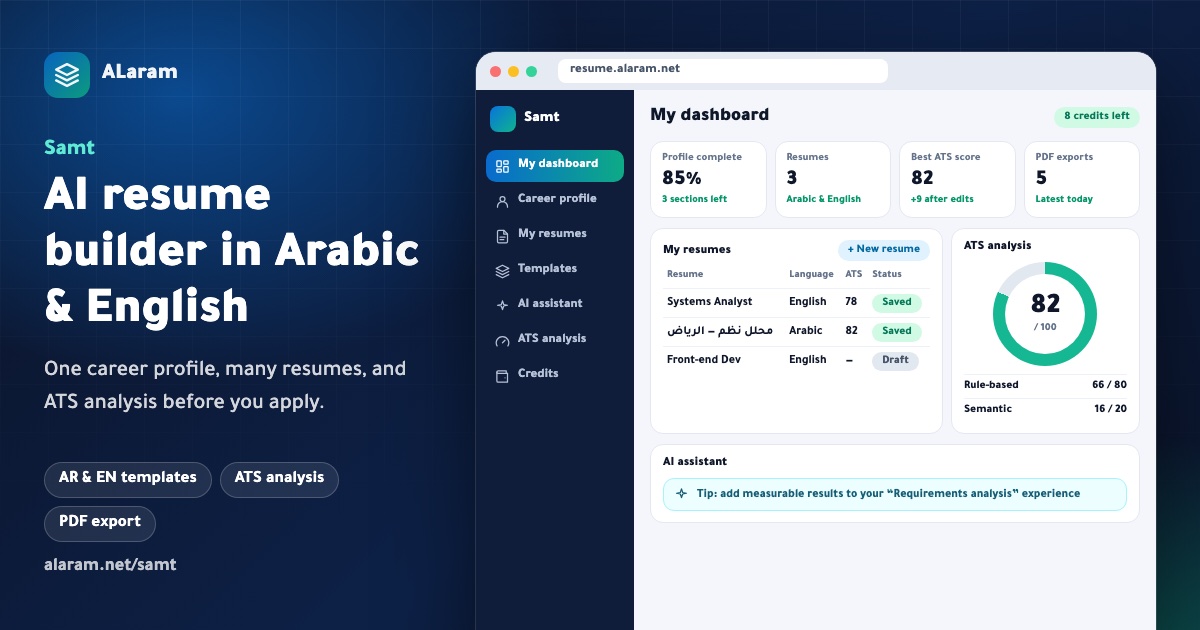 ALaram
Samt
AI resume
builder in Arabic
& English
One career profile, many resumes, and
ATS analysis before you apply.
AR & EN templates
ATS analysis
PDF export
alaram.net/samt
resume.alaram.net
Samt
My dashboard
Career profile
My resumes
Templates
AI assistant
ATS analysis
Credits
My dashboard
8 credits left
Profile complete
85%
3 sections left
Resumes
3
Arabic & English
Best ATS score
82
+9 after edits
PDF exports
5
Latest today
My resumes
+ New resume
Resume Language ATS Status
Systems Analyst English 78 Saved
محلل نظم – الرياض Arabic 82 Saved
Front-end Dev English – Draft
ATS analysis
82
/ 100
Rule-based 66 / 80
Semantic 16 / 20
AI assistant
Tip: add measurable results to your “Requirements analysis” experience